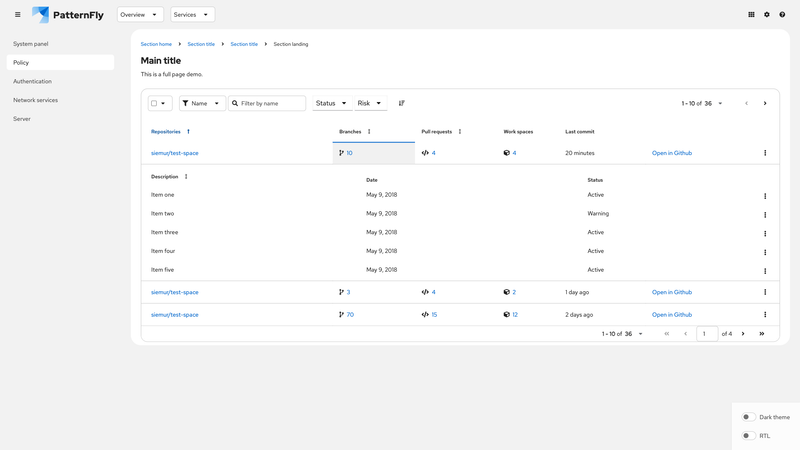 PatternFly Overview Services
System panel
Policy
Authentication
Network services
Server
Section home Section title Section title Section landing
Main title
This is a full page demo.
Name Filter by name Status Risk 1 - 10 of 36
Repositories Branches Pull requests Work spaces Last commit
siemur/test-space 10 4 4 20 minutes Open in Github
Description Date Status
Item one May 9, 2018 Active
Item two May 9, 2018 Warning
Item three May 9, 2018 Active
Item four May 9, 2018 Active
Item five May 9, 2018 Active
siemur/test-space 3 4 2 1 day ago Open in Github
siemur/test-space 70 15 12 2 days ago Open in Github
1 - 10 of 36 1 of 4
Dark theme
RTL